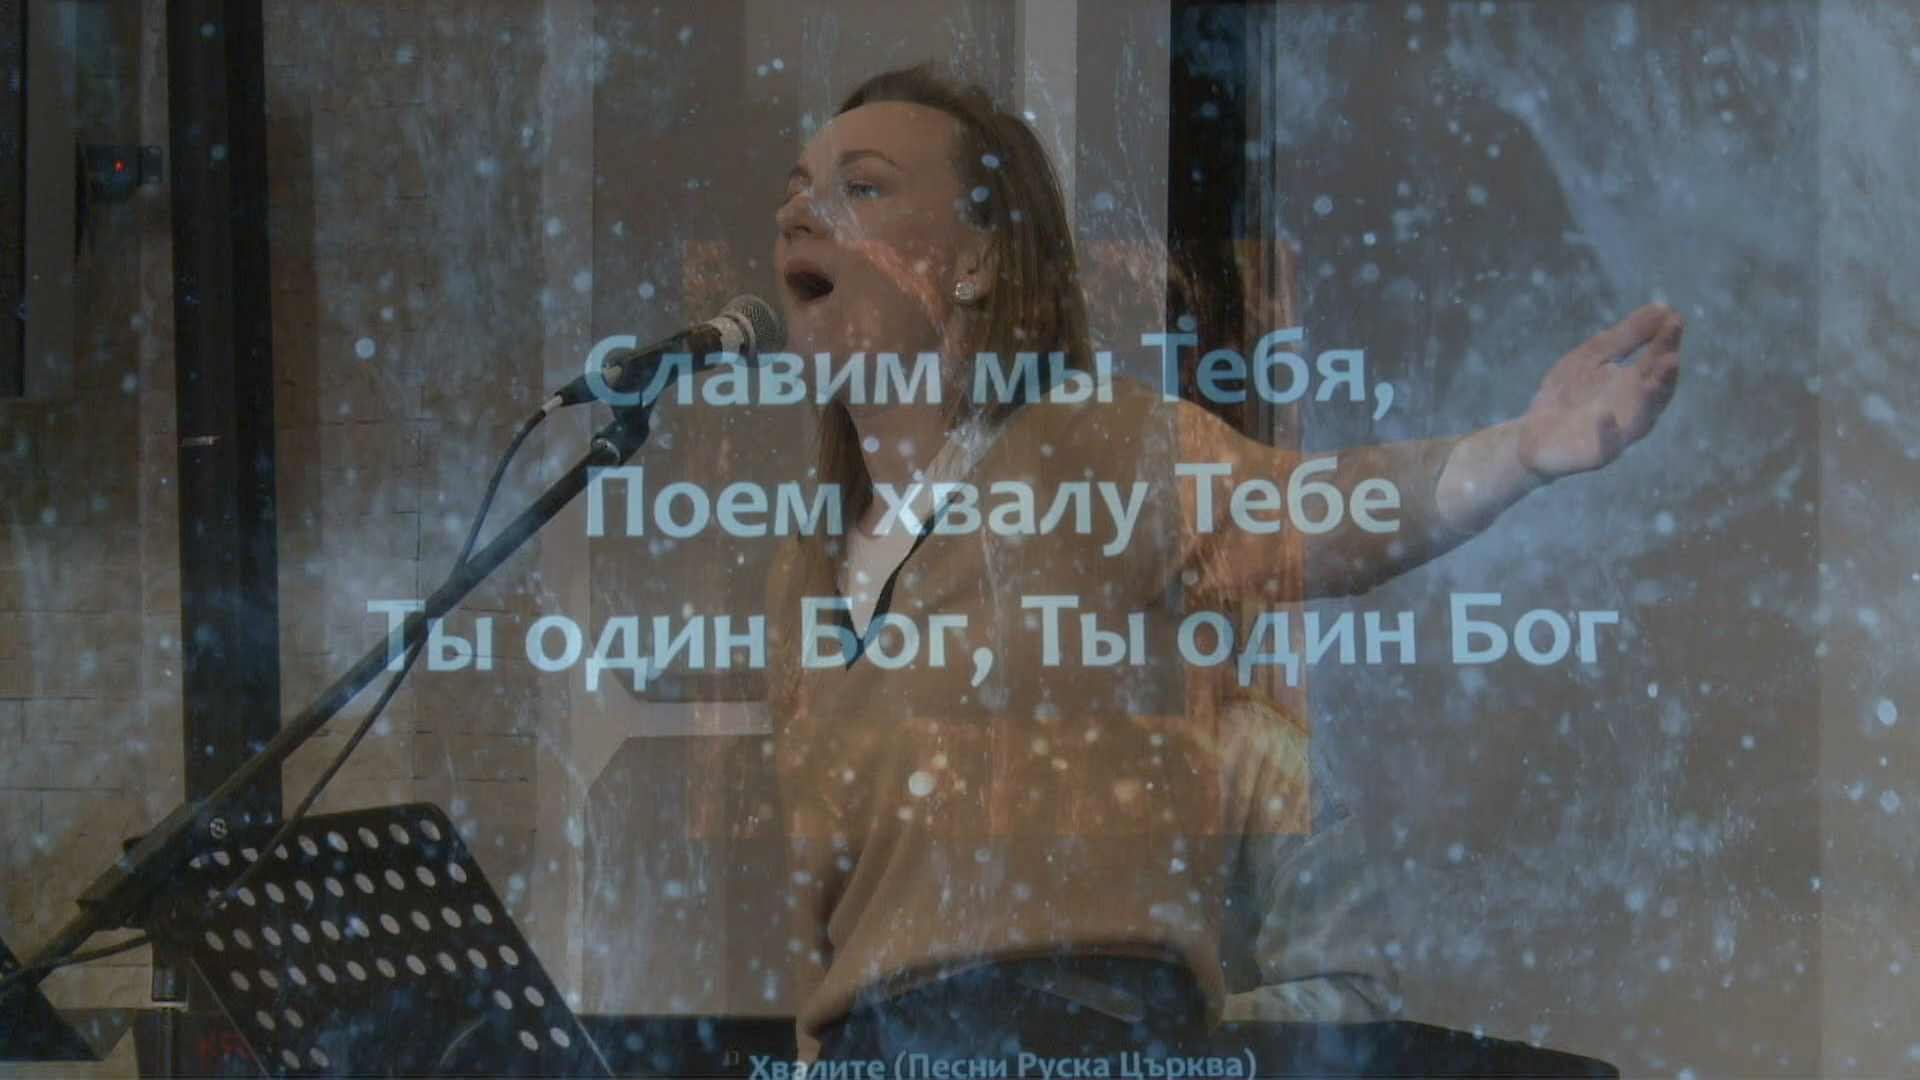 Славим мы Тебя,
Поем хвалу Тебе
Ты один Бог, Ты один Бог
Хвалите (Песни Руска Църква)